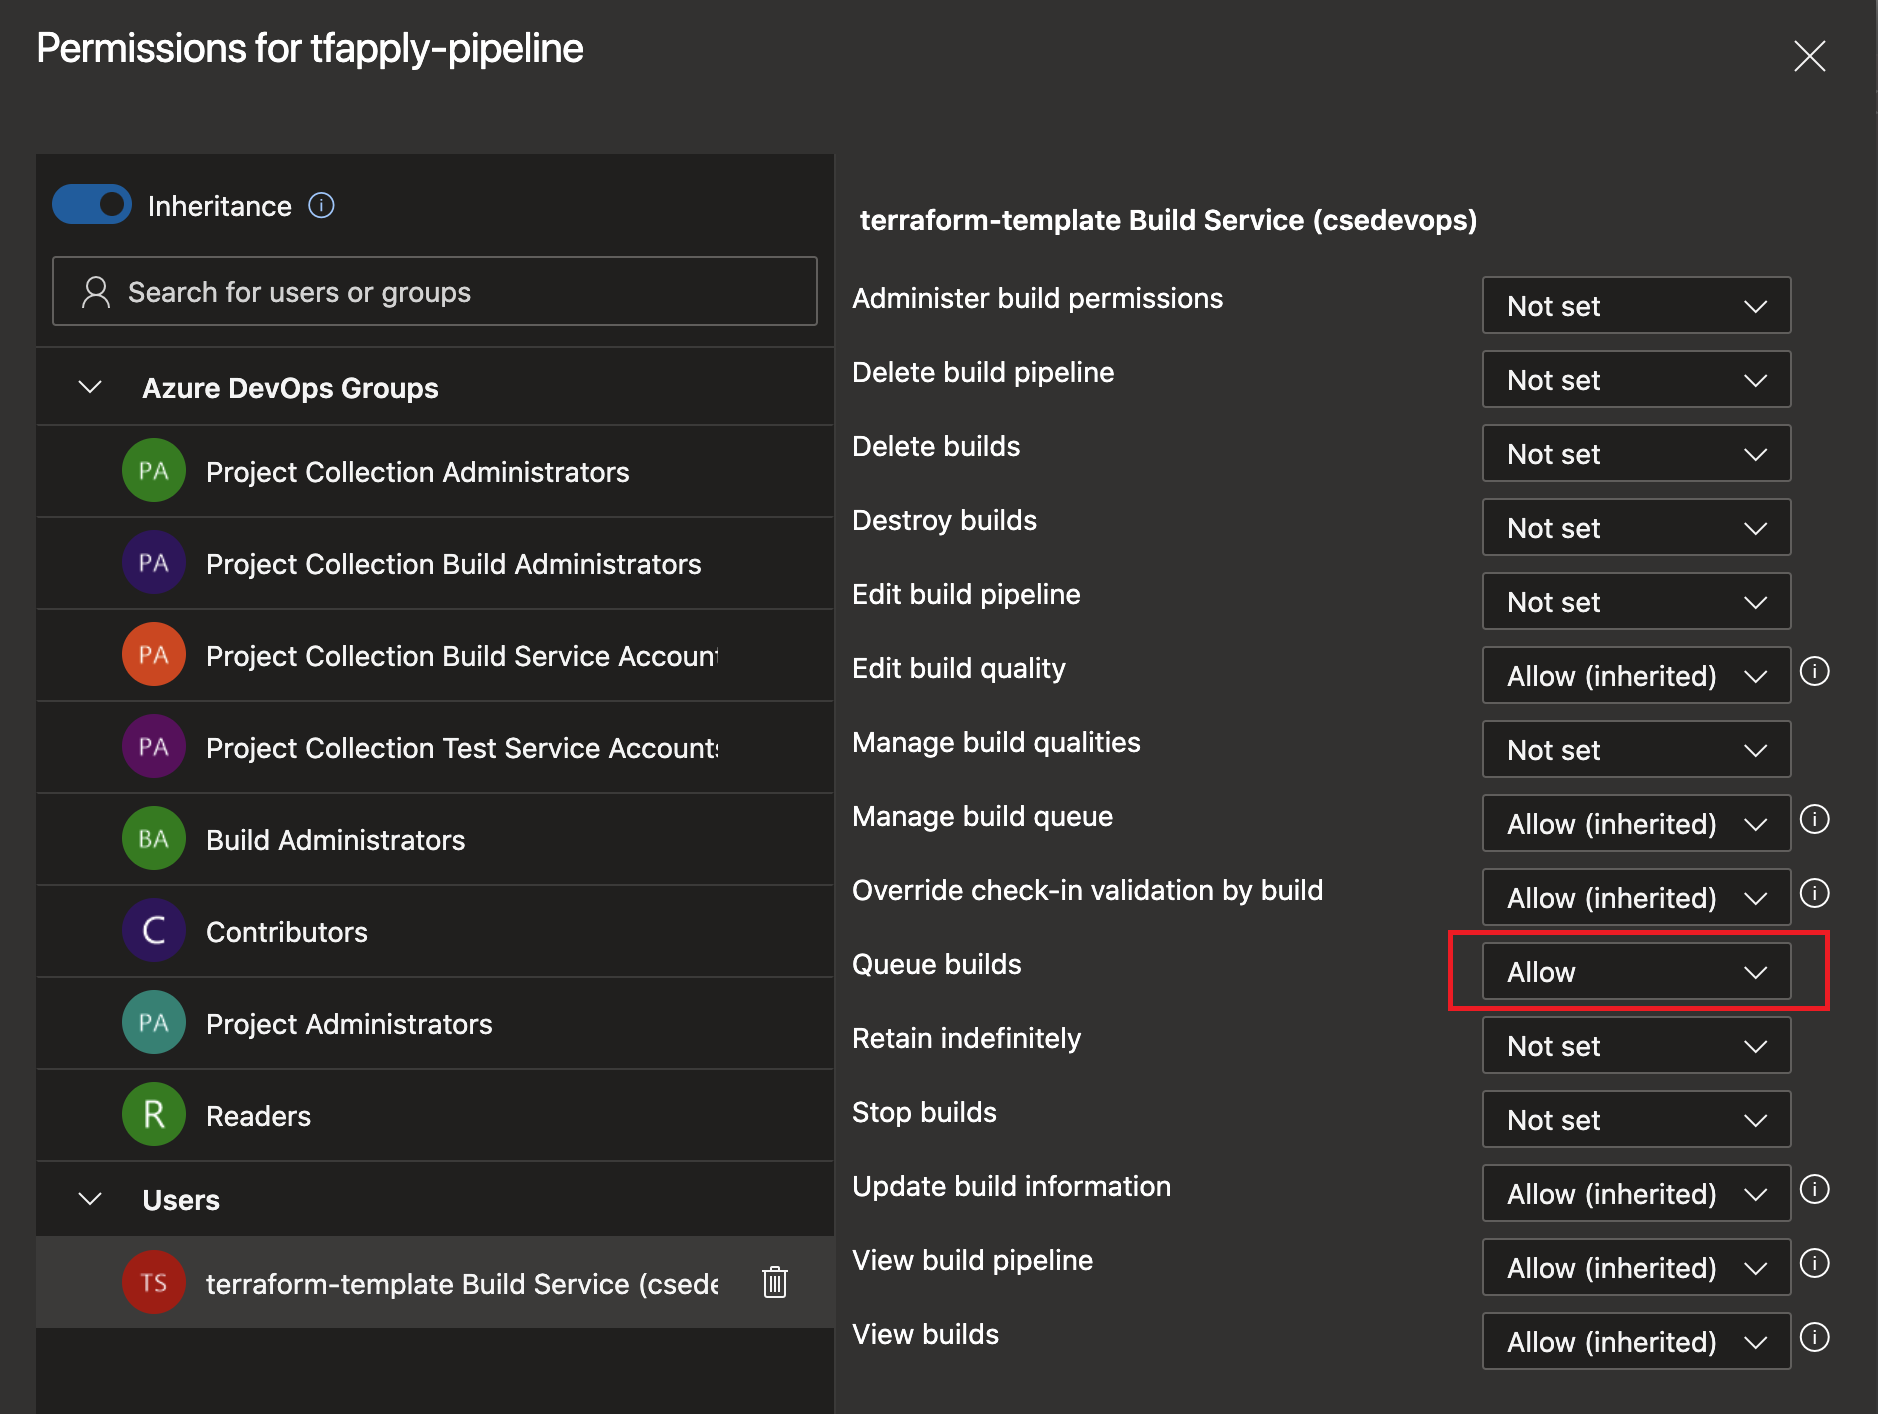 Permissions for tfapply-pipeline
Inheritance
Search for users or groups
Azure DevOps Groups
PA Project Collection Administrators
PA Project Collection Build Administrators
PA Project Collection Build Service Account
PA Project Collection Test Service Accounts
BA Build Administrators
C Contributors
PA Project Administrators
R Readers
Users
TS terraform-template Build Service (csede
terraform-template Build Service (csedevops)
Administer build permissions Not set
Delete build pipeline Not set
Delete builds Not set
Destroy builds Not set
Edit build pipeline Not set
Edit build quality Allow (inherited)
Manage build qualities Not set
Manage build queue Allow (inherited)
Override check-in validation by build Allow (inherited)
Queue builds Allow
Retain indefinitely Not set
Stop builds Not set
Update build information Allow (inherited)
View build pipeline Allow (inherited)
View builds Allow (inherited)